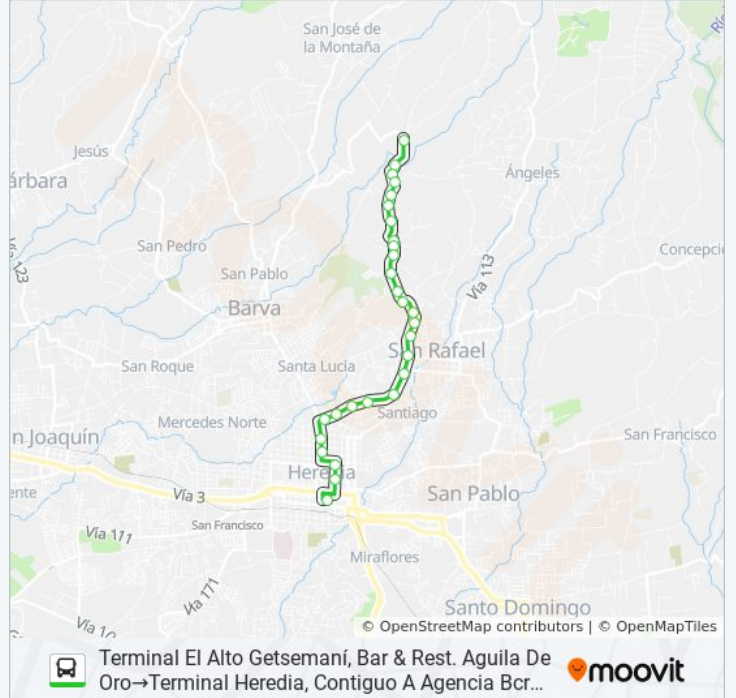 San José de
la Montaña
Jesús
Ángeles
árbara
San Pedro
Concepci
Vía 123
San Pablo
Vía 113
Barva
San Rafael
San Roque
Santa Lucía
Santiago
Mercedes Norte
n Joaquín
San Francisco
Heredia
ente
Vía 3
San Pablo
San Francisco
Vía 111
Miraflores
Vía 171
Santo Domingo
Vía 10
© OpenStreetMap contributors | © OpenMapTiles
Terminal El Alto Getsemaní, Bar & Rest. Aguila De
Oro→Terminal Heredia, Contiguo A Agencia Bcr...
moovit